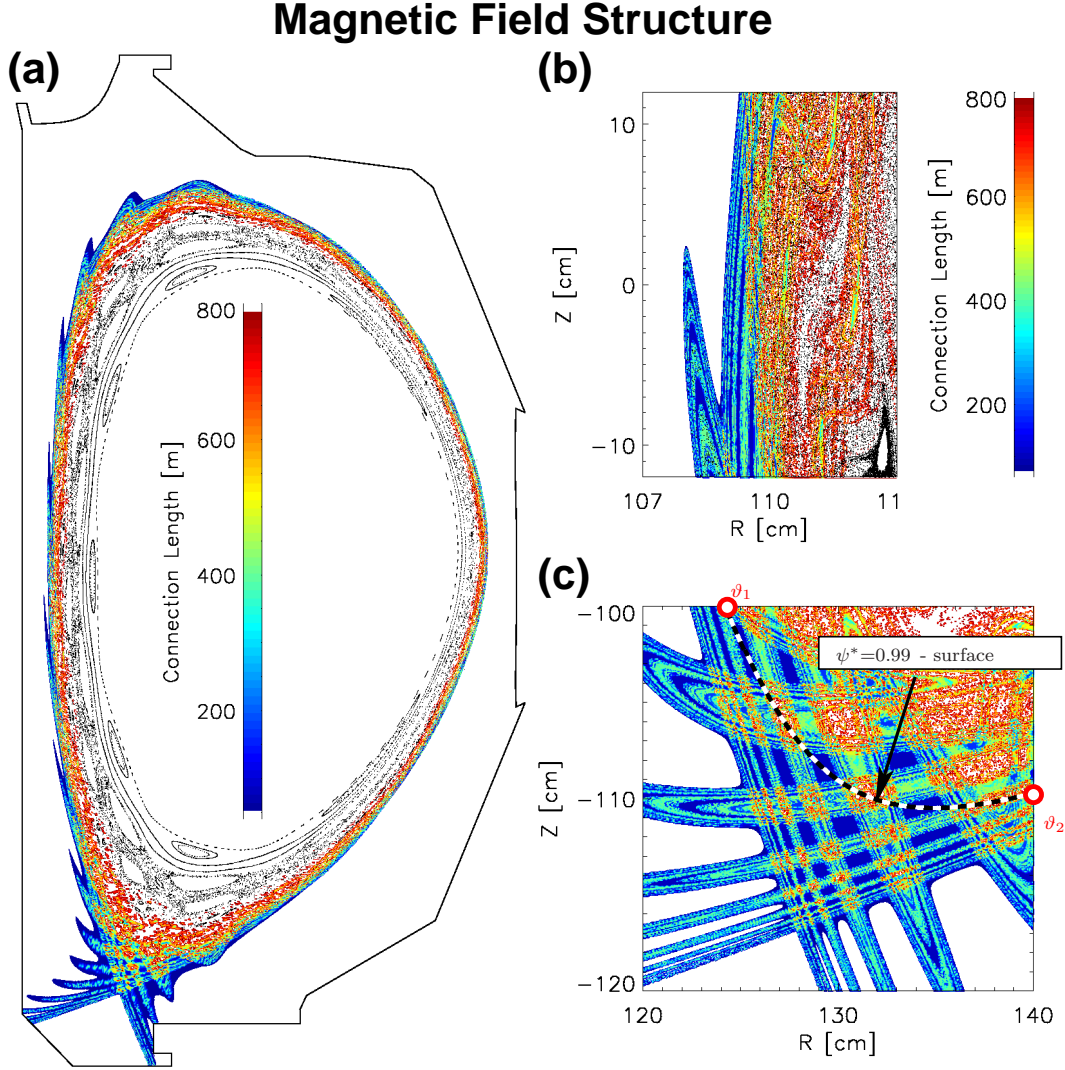 Magnetic Field Structure
(a)
800
600
400
200
Connection Length [m]
(b)
10
0
-10
Z [cm]
107
110
11
R [cm]
800
600
400
200
Connection Length [m]
(c)
-100
-110
-120
Z [cm]
120
130
140
R [cm]
ϑ1
ψ*=0.99 - surface
ϑ2